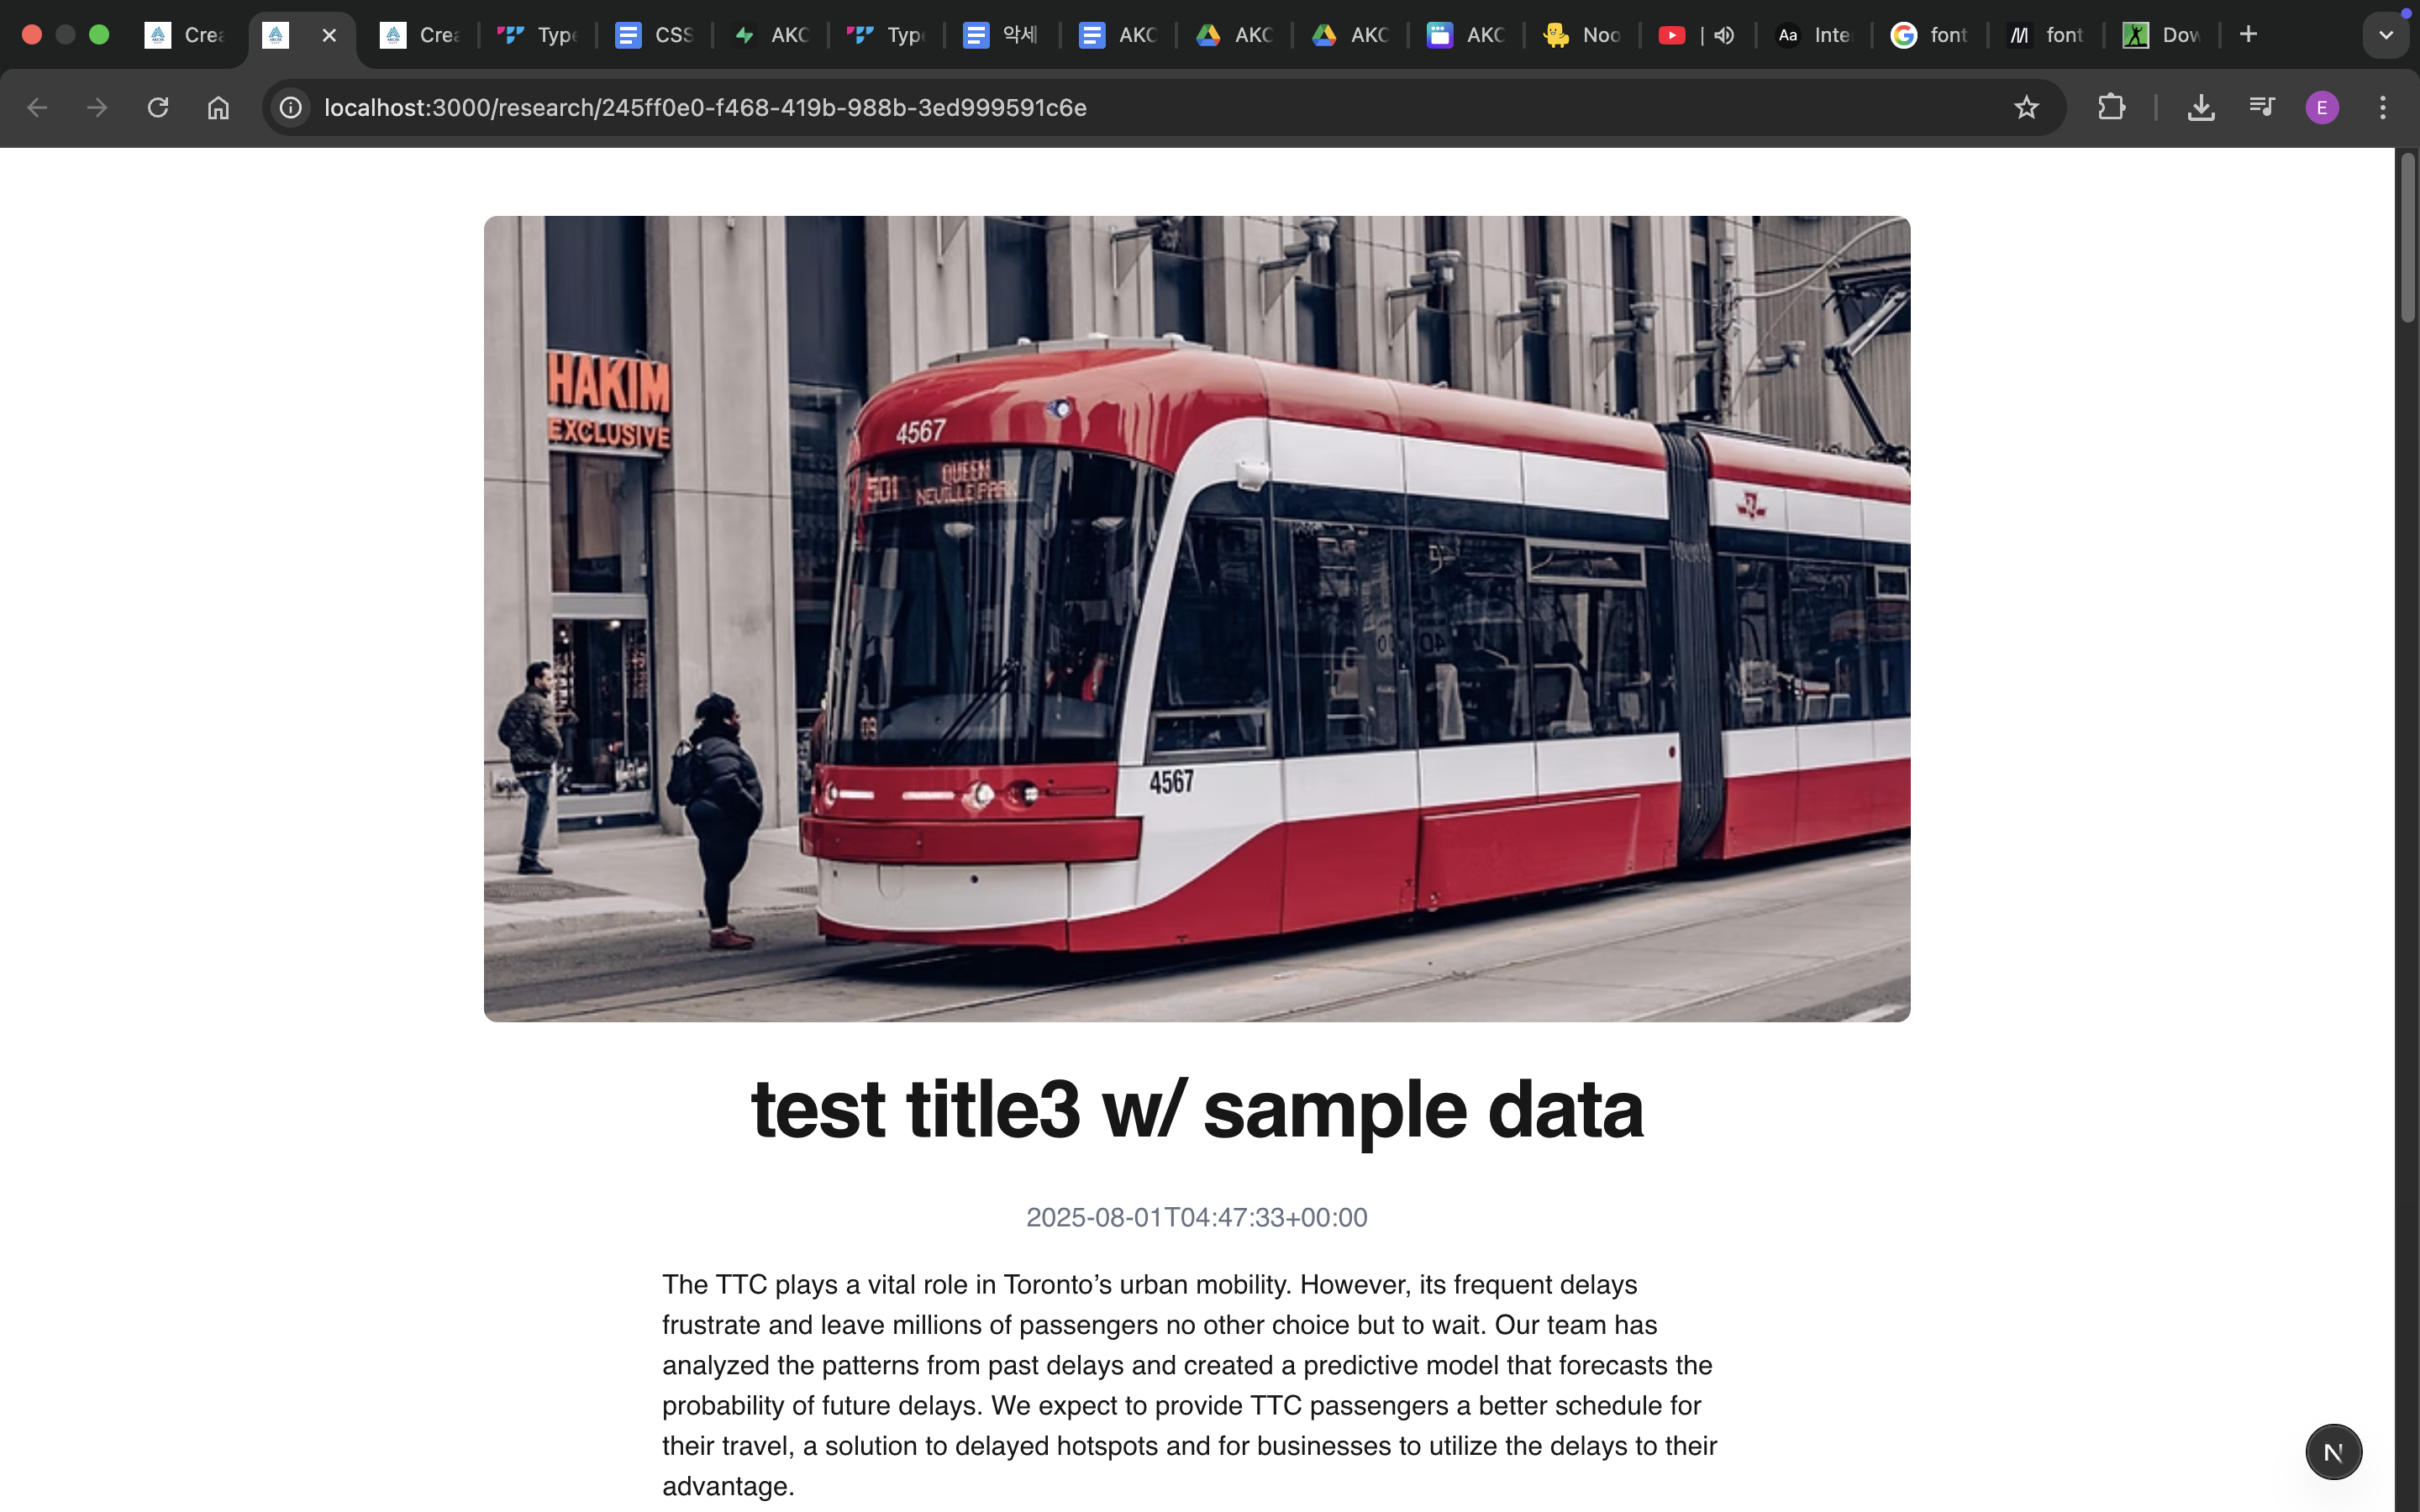 Crea
Crea
Type
CSS
AKC
Type
악세
AKC
AKC
AKC
AKC
Noo
Aa
Inte
font
font
Dow
localhost:3000/research/245ff0e0-f468-419b-988b-3ed999591c6e
E
HAKIM
EXCLUSIVE
4567
501
QUEEN
NEVILLE PARK
4567
test title3 w/ sample data
2025-08-01T04:47:33+00:00
The TTC plays a vital role in Toronto’s urban mobility. However, its frequent delays
frustrate and leave millions of passengers no other choice but to wait. Our team has
analyzed the patterns from past delays and created a predictive model that forecasts the
probability of future delays. We expect to provide TTC passengers a better schedule for
their travel, a solution to delayed hotspots and for businesses to utilize the delays to their
advantage.
N